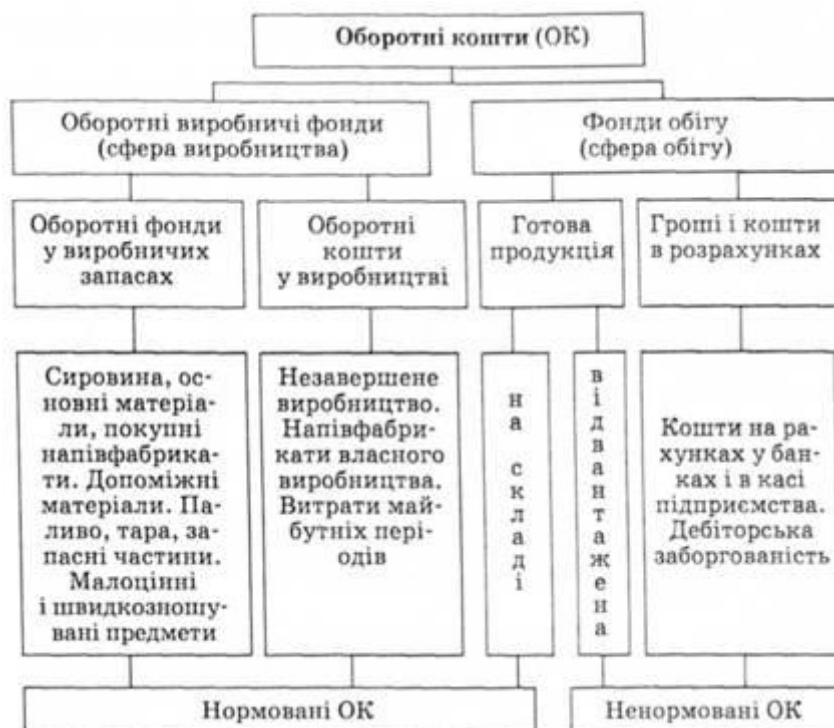 Оборотні кошти (ОК)
Оборотні виробничі фонди
(сфера виробництва)
Фонди обігу
(сфера обігу)
Оборотні фонди
у виробничих
запасах
Оборотні
кошти
у виробництві
Готова
продукція
Гроші і кошти
в розрахунках
Сировина, ос-
новні матеріа-
ли, покупні
напівфабрика-
ти. Допоміжні
матеріали. Па-
ливо, тара, за-
пасні частини.
Малоцінні
і швидкозношу-
вані предмети
Незавершене
виробництво.
Напівфабри-
кати власного
виробництва.
Витрати май-
бутніх пері-
одів
на складі
відвантажена
Кошти на ра-
хунках у бан-
ках і в касі
підприємства.
Дебіторська
заборгованість
Нормовані ОК
Ненормовані ОК